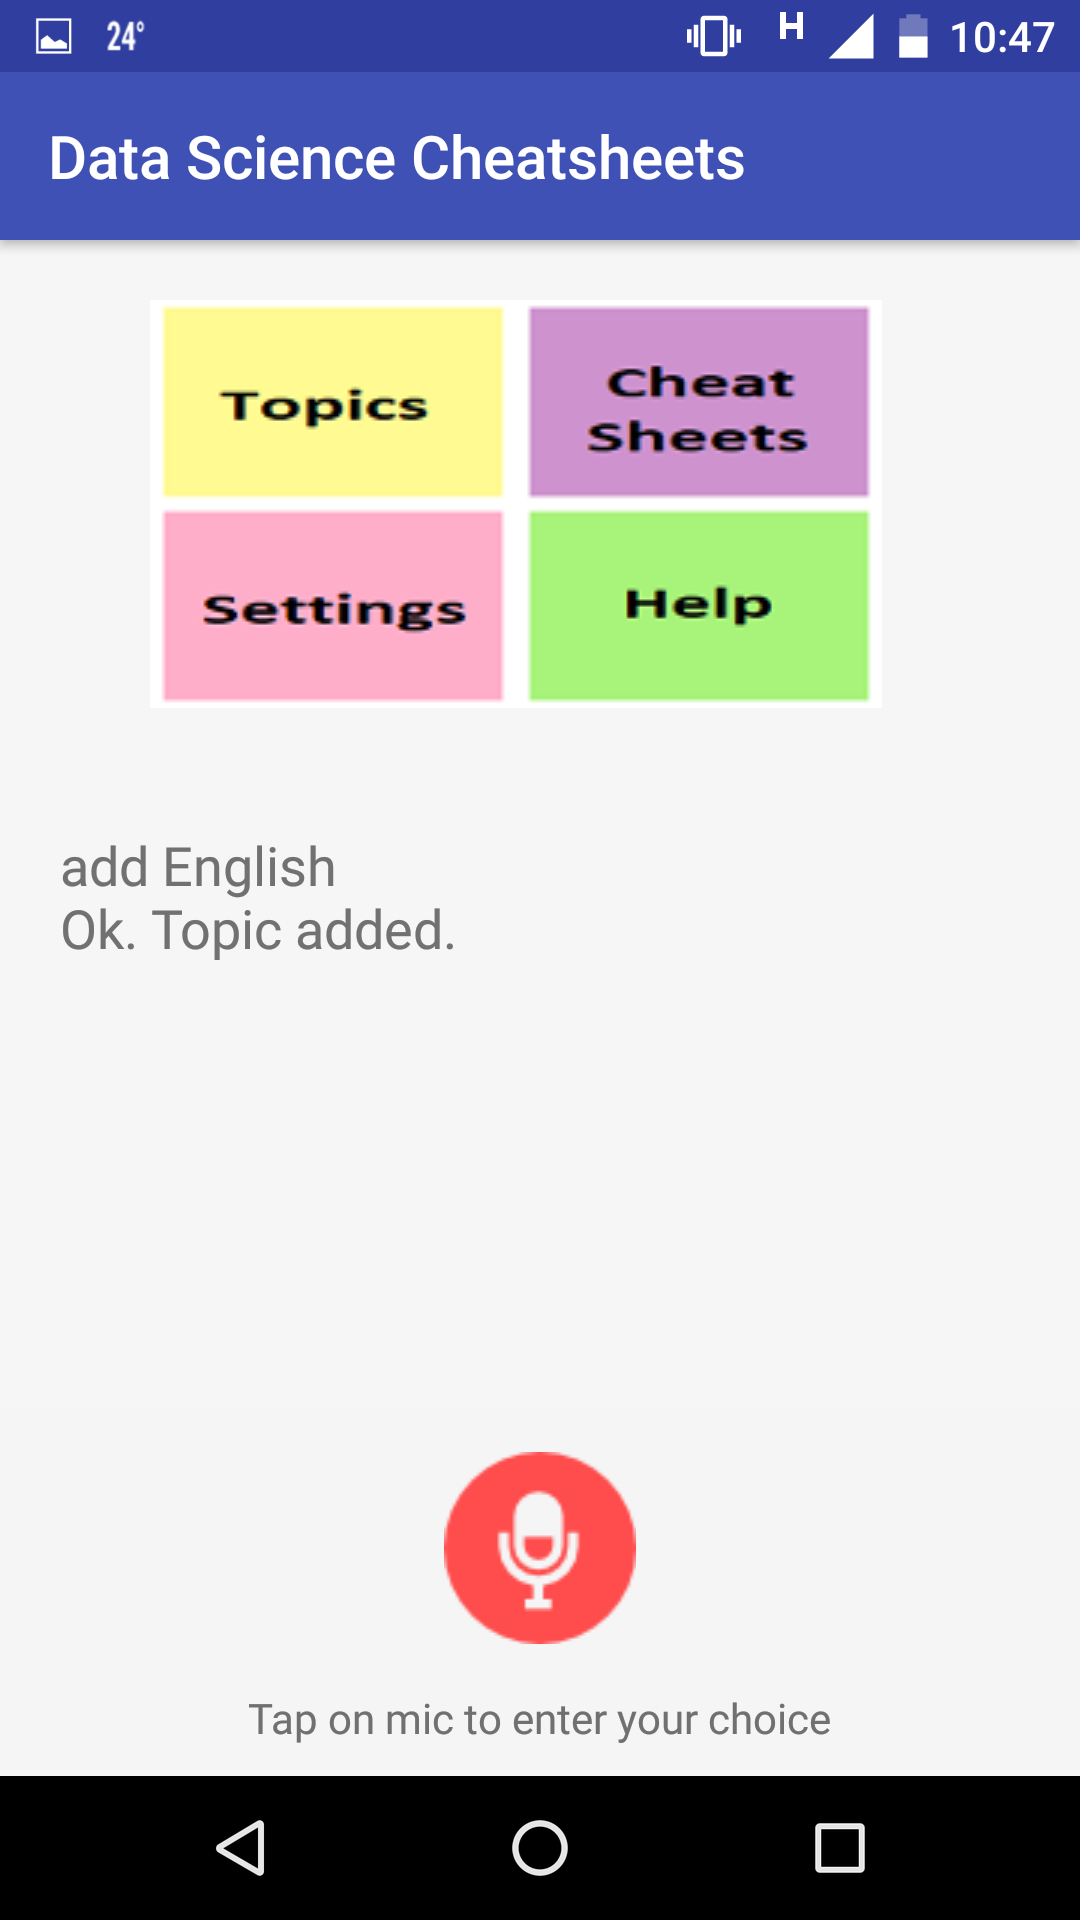 24° H 10:47
Data Science Cheatsheets
Topics
Cheat
Sheets
Settings
Help
add English
Ok. Topic added.
Tap on mic to enter your choice